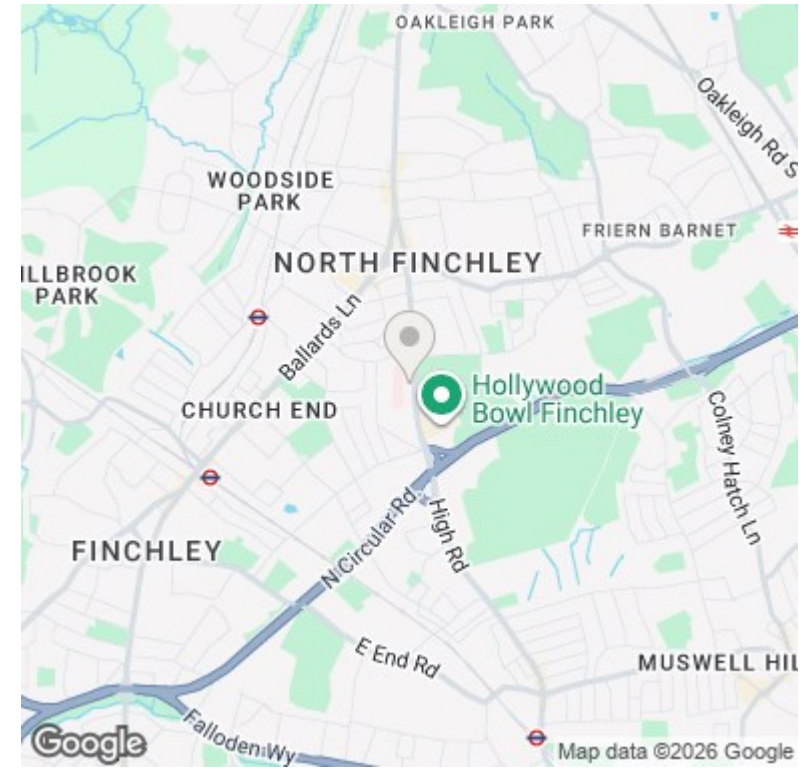 OAKLEIGH PARK
Oakleigh Rd S
WOODSIDE
PARK
FRIERN BARNET
NORTH FINCHLEY
ILLBROOK
PARK
Ballards Ln
Hollywood
Bowl Finchley
CHURCH END
Colney Hatch Ln
N Circular Rd
High Rd
FINCHLEY
E End Rd
MUSWELL HIL
Falloden Wy
Google
Map data ©2026 Google